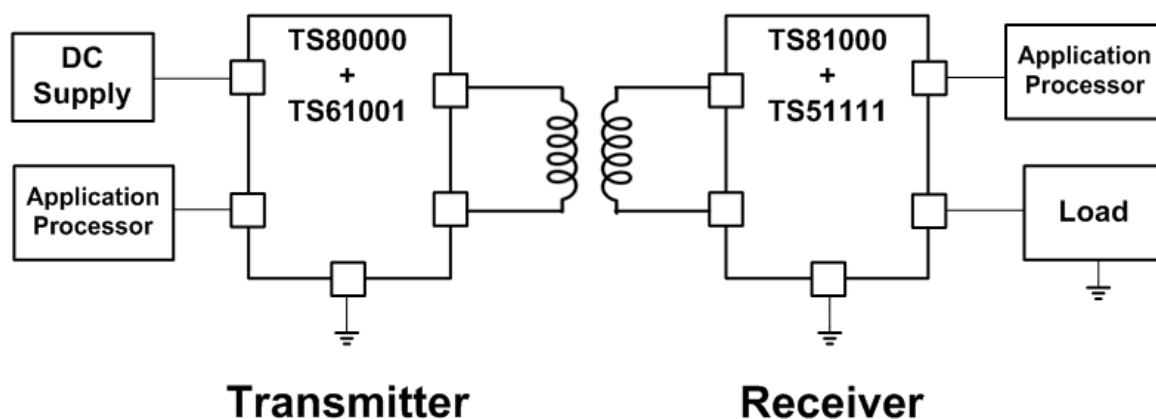 DC
Supply
Application
Processor
TS80000
+
TS61001
TS81000
+
TS51111
Application
Processor
Load
Transmitter
Receiver